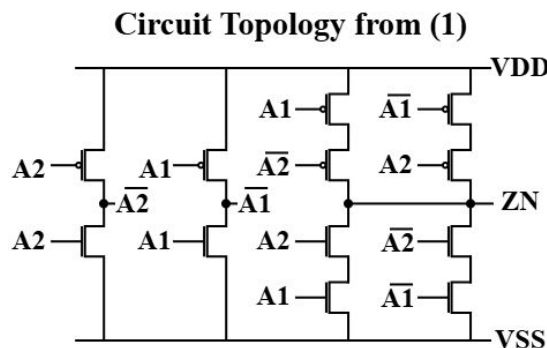 Circuit Topology from (1)
VDD
A1 A̅1̅
A2 A1 A̅2̅ A2
A̅2̅ A̅1̅ ZN
A2 A1 A2 A̅2̅
A1 A̅1̅
VSS